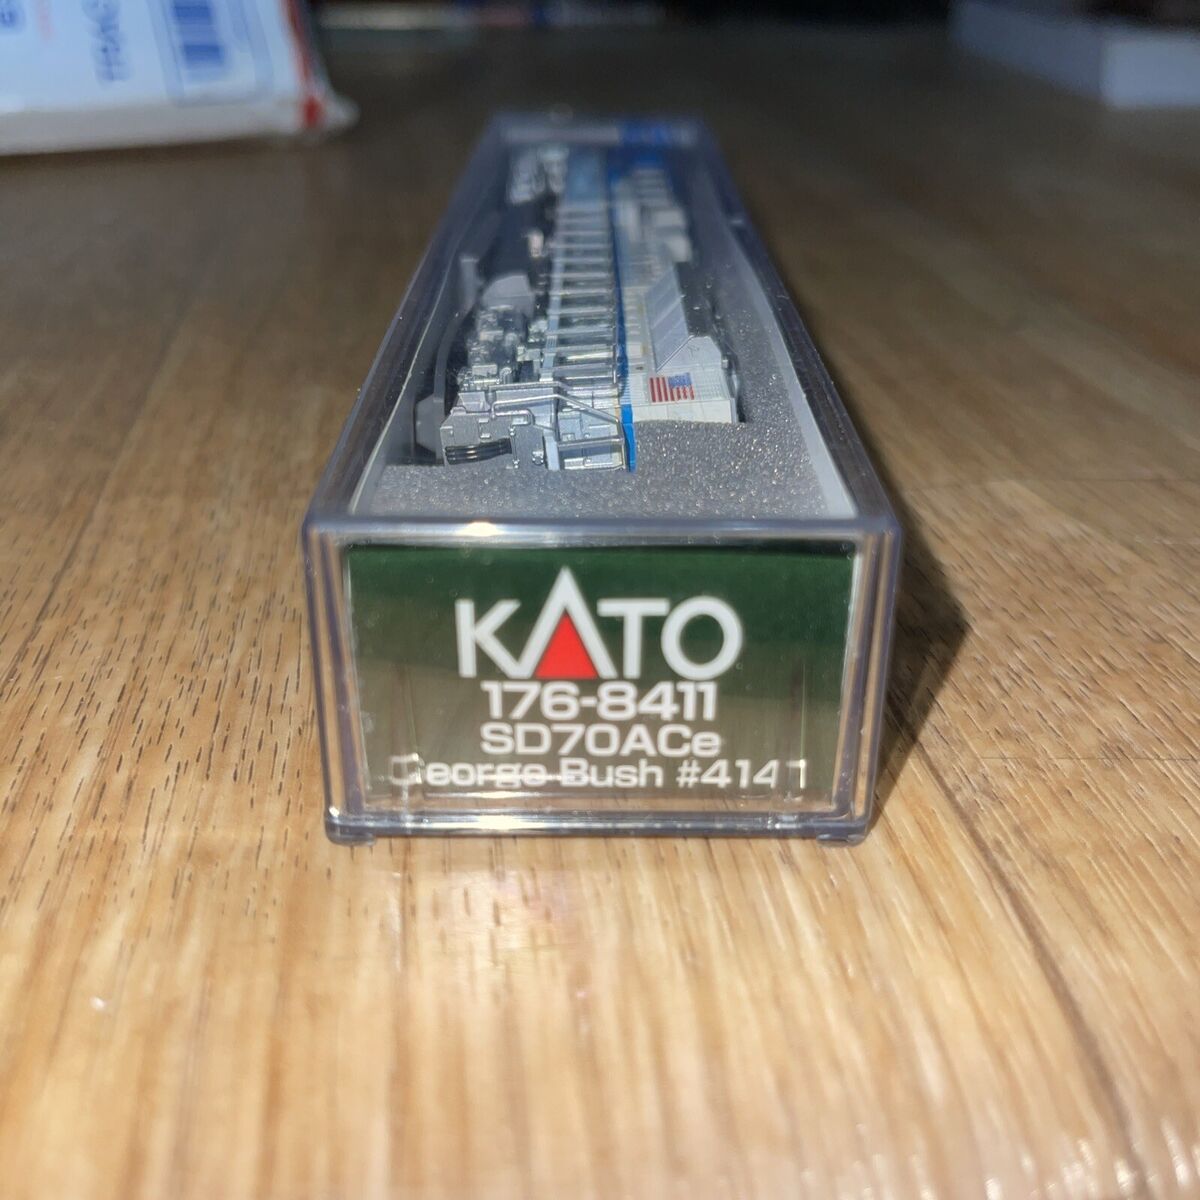 KATO
176-8411
SD70ACe
George Bush #4141